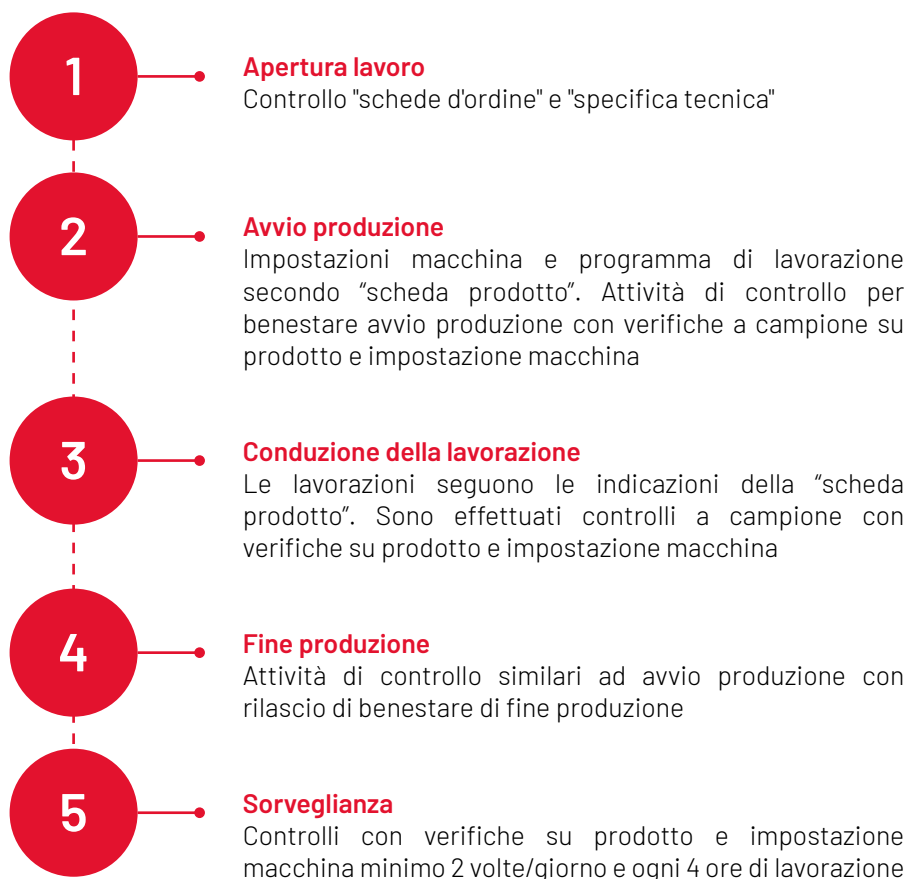 1
Apertura lavoro
Controllo "schede d'ordine" e "specifica tecnica"
2
Avvio produzione
Impostazioni macchina e programma di lavorazione
secondo “scheda prodotto”. Attività di controllo per
benestare avvio produzione con verifiche a campione su
prodotto e impostazione macchina
3
Conduzione della lavorazione
Le lavorazioni seguono le indicazioni della “scheda
prodotto”. Sono effettuati controlli a campione con
verifiche su prodotto e impostazione macchina
4
Fine produzione
Attività di controllo similari ad avvio produzione con
rilascio di benestare di fine produzione
5
Sorveglianza
Controlli con verifiche su prodotto e impostazione
macchina minimo 2 volte/giorno e ogni 4 ore di lavorazione